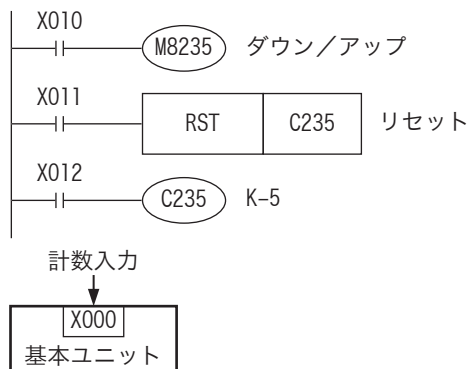 X010
M8235 ダウン／アップ
X011
RST C235 リセット
X012
C235 K-5
計数入力
X000
基本ユニット